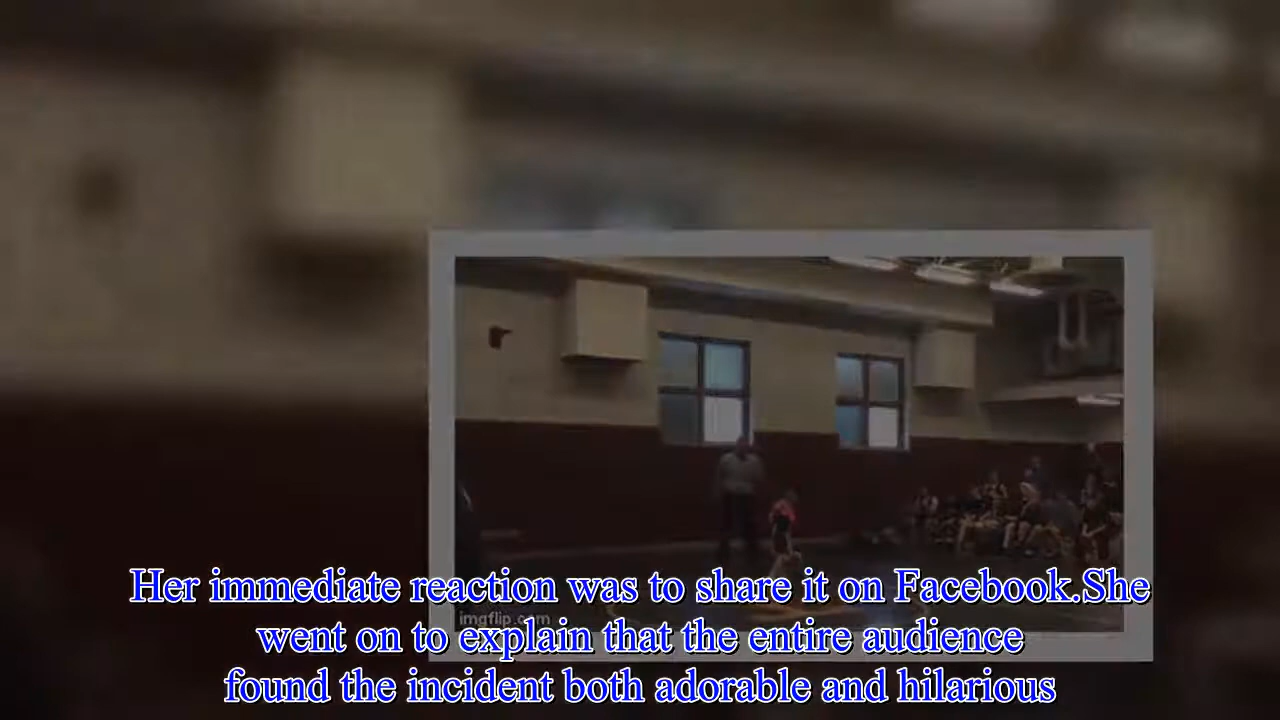 imgflip.com
Her immediate reaction was to share it on Facebook.She
went on to explain that the entire audience
found the incident both adorable and hilarious